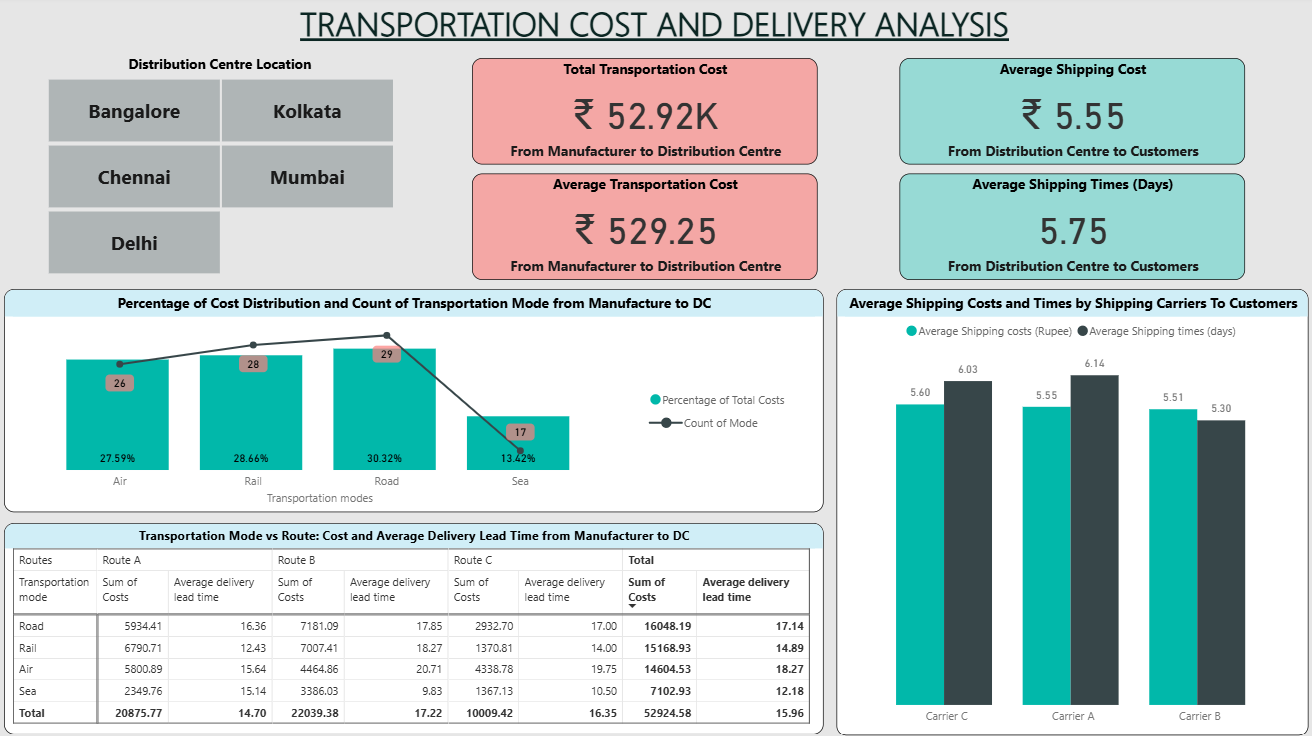 TRANSPORTATION COST AND DELIVERY ANALYSIS
Distribution Centre Location
Bangalore
Kolkata
Chennai
Mumbai
Delhi
Total Transportation Cost
₹ 52.92K
From Manufacturer to Distribution Centre
Average Transportation Cost
₹ 529.25
From Manufacturer to Distribution Centre
Average Shipping Cost
₹ 5.55
From Distribution Centre to Customers
Average Shipping Times (Days)
5.75
From Distribution Centre to Customers
Percentage of Cost Distribution and Count of Transportation Mode from Manufacture to DC
26
28
29
17
27.59%
28.66%
30.32%
13.42%
Air
Rail
Road
Sea
Transportation modes
Percentage of Total Costs
Count of Mode
Average Shipping Costs and Times by Shipping Carriers To Customers
Average Shipping costs (Rupee) Average Shipping times (days)
5.60
6.03
5.55
6.14
5.51
5.30
Carrier C
Carrier A
Carrier B
Transportation Mode vs Route: Cost and Average Delivery Lead Time from Manufacturer to DC
Routes Route A Route B Route C Total
Transportation mode Sum of Costs Average delivery lead time Sum of Costs Average delivery lead time Sum of Costs Average delivery lead time Sum of Costs Average delivery lead time
Road 5934.41 16.36 7181.09 17.85 2932.70 17.00 16048.19 17.14
Rail 6790.71 12.43 7007.41 18.27 1370.81 14.00 15168.93 14.89
Air 5800.89 15.64 4464.86 20.71 4338.78 19.75 14604.53 18.27
Sea 2349.76 15.14 3386.03 9.83 1367.13 10.50 7102.93 12.18
Total 20875.77 14.70 22039.38 17.22 10009.42 16.35 52924.58 15.96